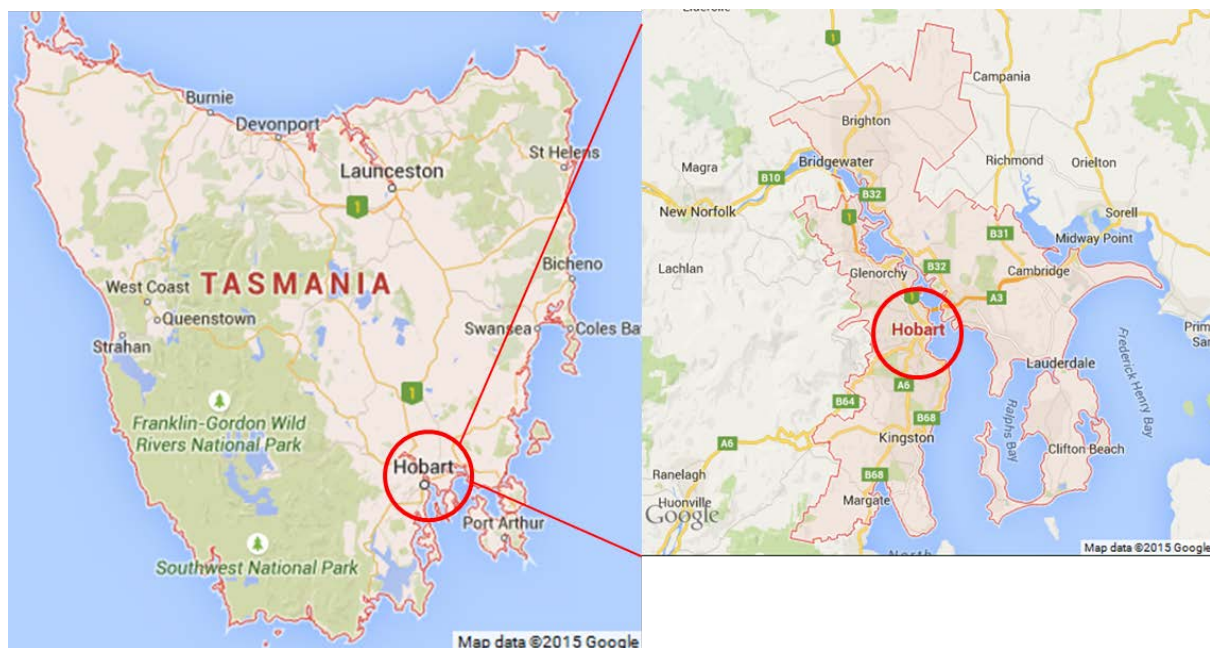 Burnie
Devonport
Launceston
St Helens
1
TASMANIA
West Coast
Queenstown
Strahan
Bicheno
Swansea
Coles Ba
1
Franklin-Gordon Wild
Rivers National Park
Hobart
Port Arthur
Southwest National Park
Map data ©2015 Google
1
Campania
Brighton
Magra
Bridgewater
Richmond
Orielton
B10
B32
New Norfolk
1
Sorell
B31
Midway Point
Lachlan
Glenorchy
B32
Cambridge
1
A3
Hobart
Prim
Sa
Lauderdale
Frederick Henry Bay
A6
B64
B68
Ralphs Bay
A6
Kingston
Clifton Beach
Ranelagh
B68
Huonville
Margate
Google
North
Map data ©2015 Google